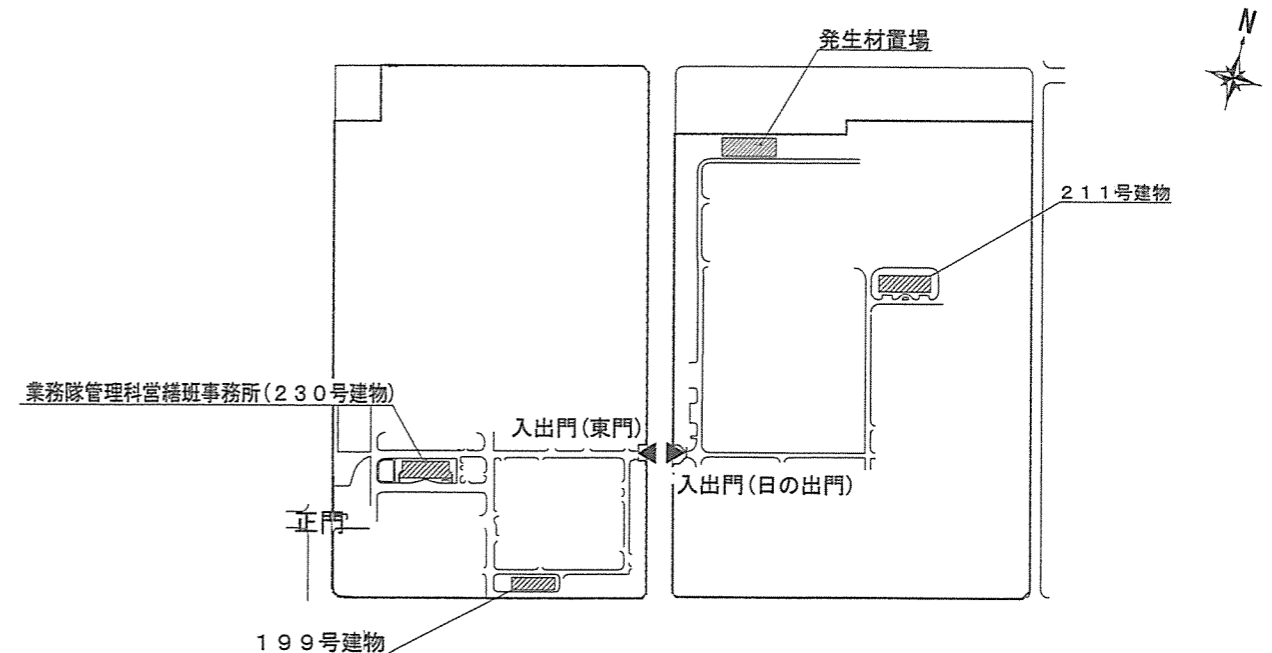 N
発生材置場
211号建物
業務隊管理科営繕班事務所(230号建物)
入出門(東門)
入出門(日の出門)
正門
199号建物